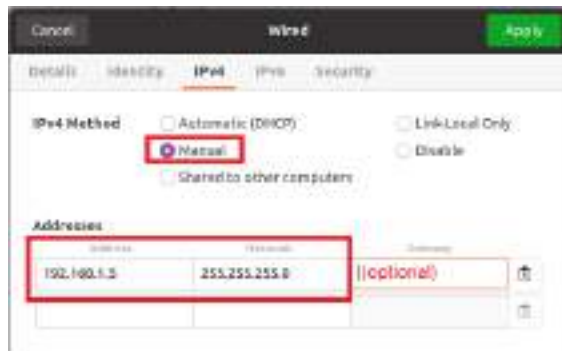 Cancel Wired Apply
Details Identity IPv4 IPv6 Security
IPv4 Method Automatic (DHCP) Link-Local Only
Manual Disable
Shared to other computers
Addresses
Address Netmask Gateway
192.168.1.5 255.255.255.0 (optional)